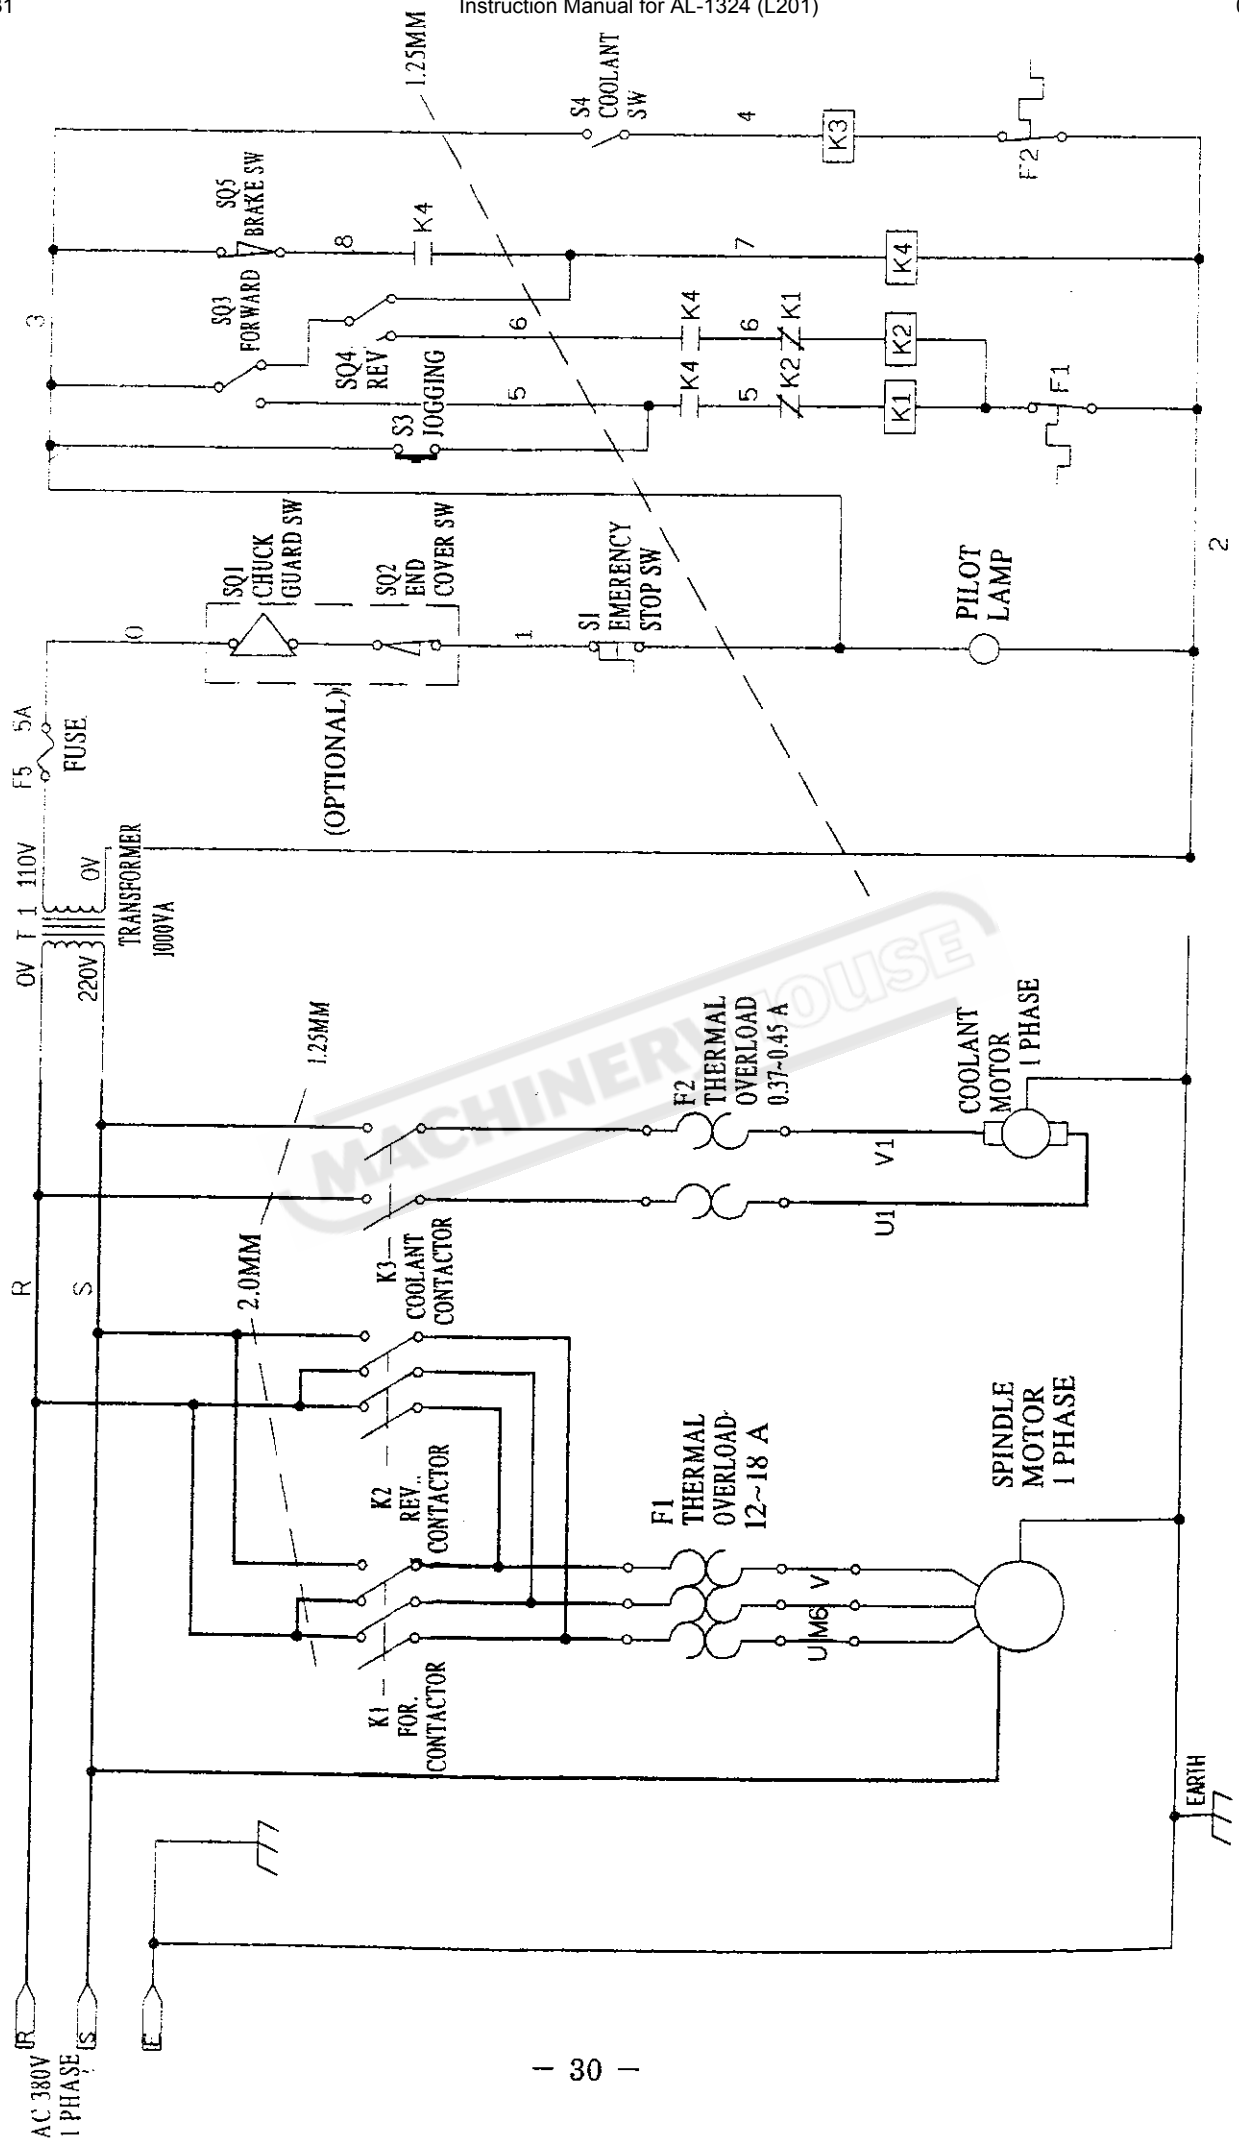 31
Instruction Manual for AL-1324 (L201)
AC 380V
1 PHASE
R
S
E
R
S
2.0MM
1.25MM
K1
FOR.
CONTACTOR
K2
REV..
CONTACTOR
K3
COOLANT
CONTACTOR
F1
THERMAL
OVERLOAD
12~18 A
U M6 V
SPINDLE
MOTOR
1 PHASE
F2
THERMAL
OVERLOAD
0.37~0.45 A
U1
V1
COOLANT
MOTOR
1 PHASE
EARTH
0V T 1 110V
220V
0V
TRANSFORMER
1000VA
F5 5A
FUSE
0
SQ1
CHUCK
GUARD SW
SQ2
END
COVER SW
(OPTIONAL)
1
S1
EMERENCY
STOP SW
PILOT
LAMP
2
3
S3
JOGGING
SQ3
FORWARD
SQ4
REV
5
K4
5
K2
K1
F1
6
K4
6
K1
K2
SQ5
BRAKE SW
8
K4
7
K4
1.25MM
S4
COOLANT
SW
4
K3
F2
MACHINERYHOUSE
– 30 –